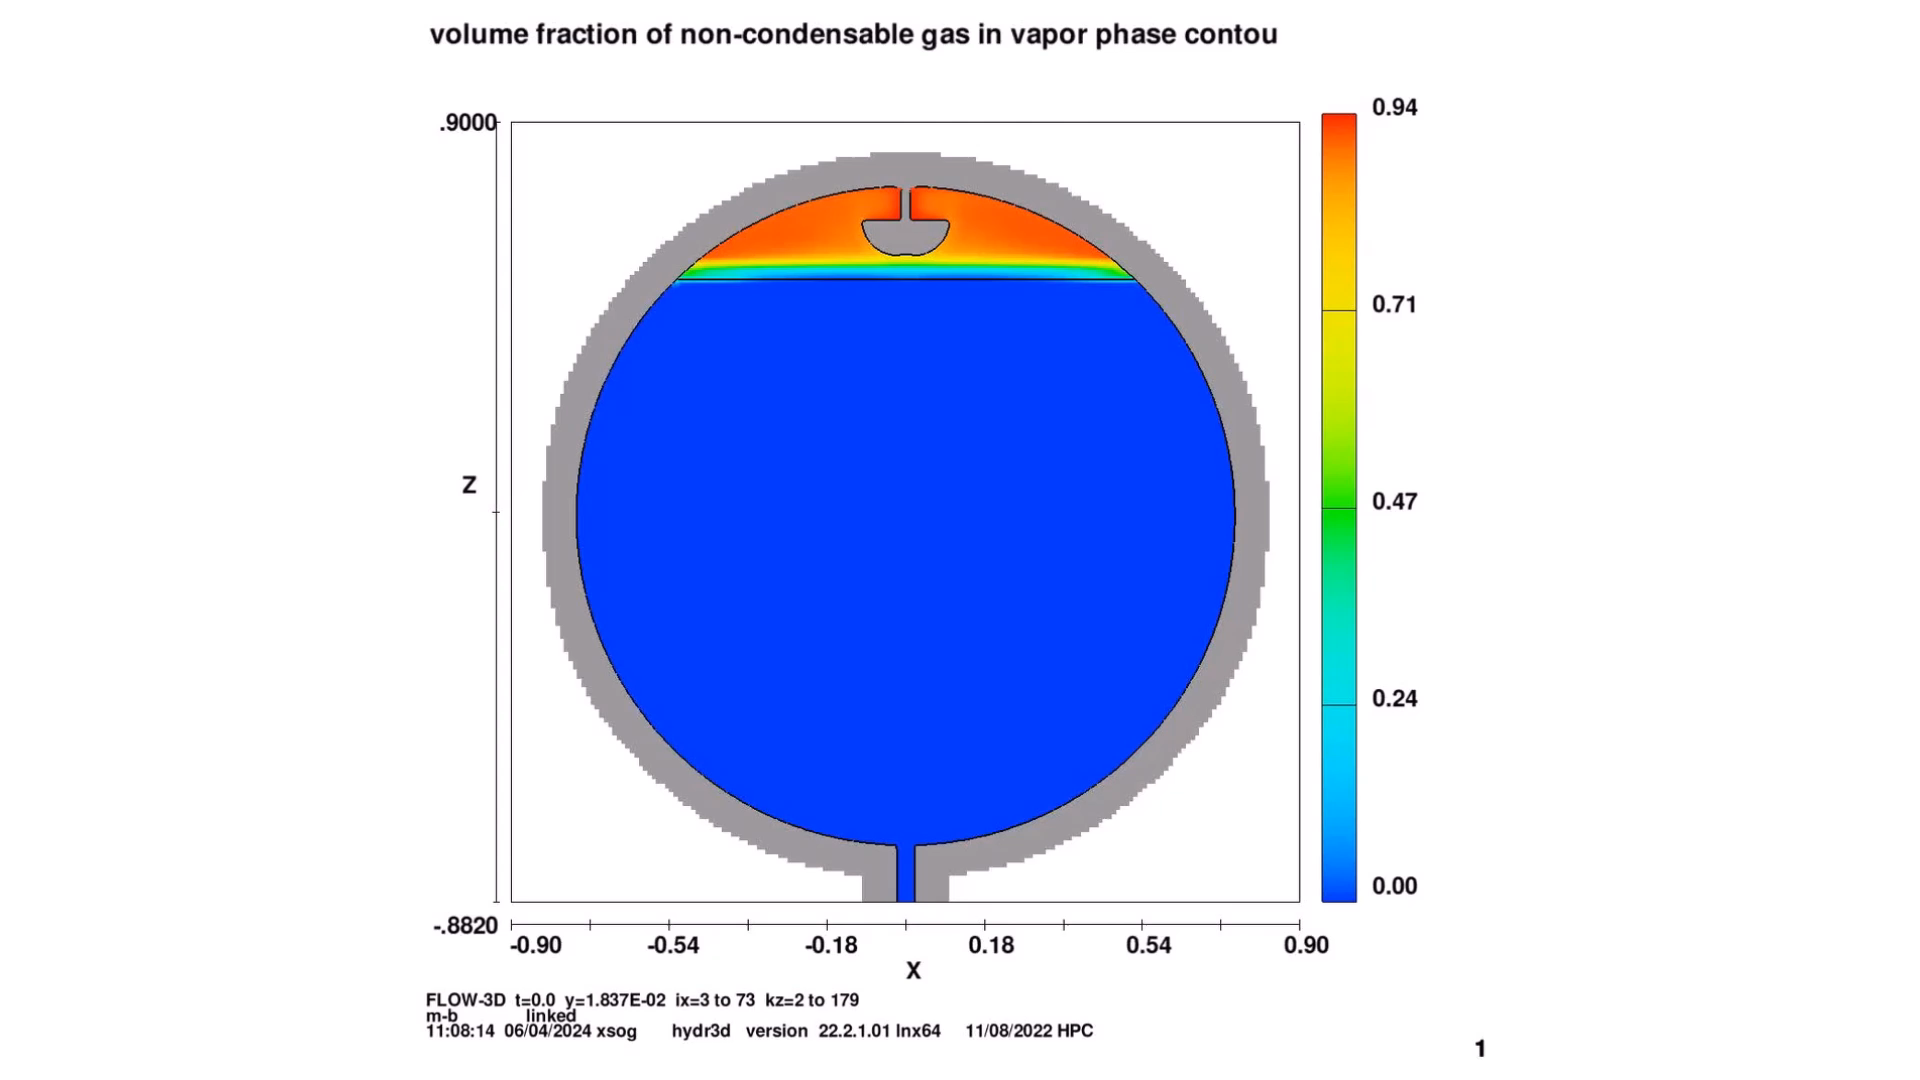 volume fraction of non-condensable gas in vapor phase contou
.9000
0.94
0.71
Z
0.47
0.24
0.00
-.8820
-0.90 -0.54 -0.18 0.18 0.54 0.90
X
FLOW-3D t=0.0 y=1.837E-02 ix=3 to 73 kz=2 to 179
m-b linked
11:08:14 06/04/2024 xsog hydr3d version 22.2.1.01 lnx64 11/08/2022 HPC
1